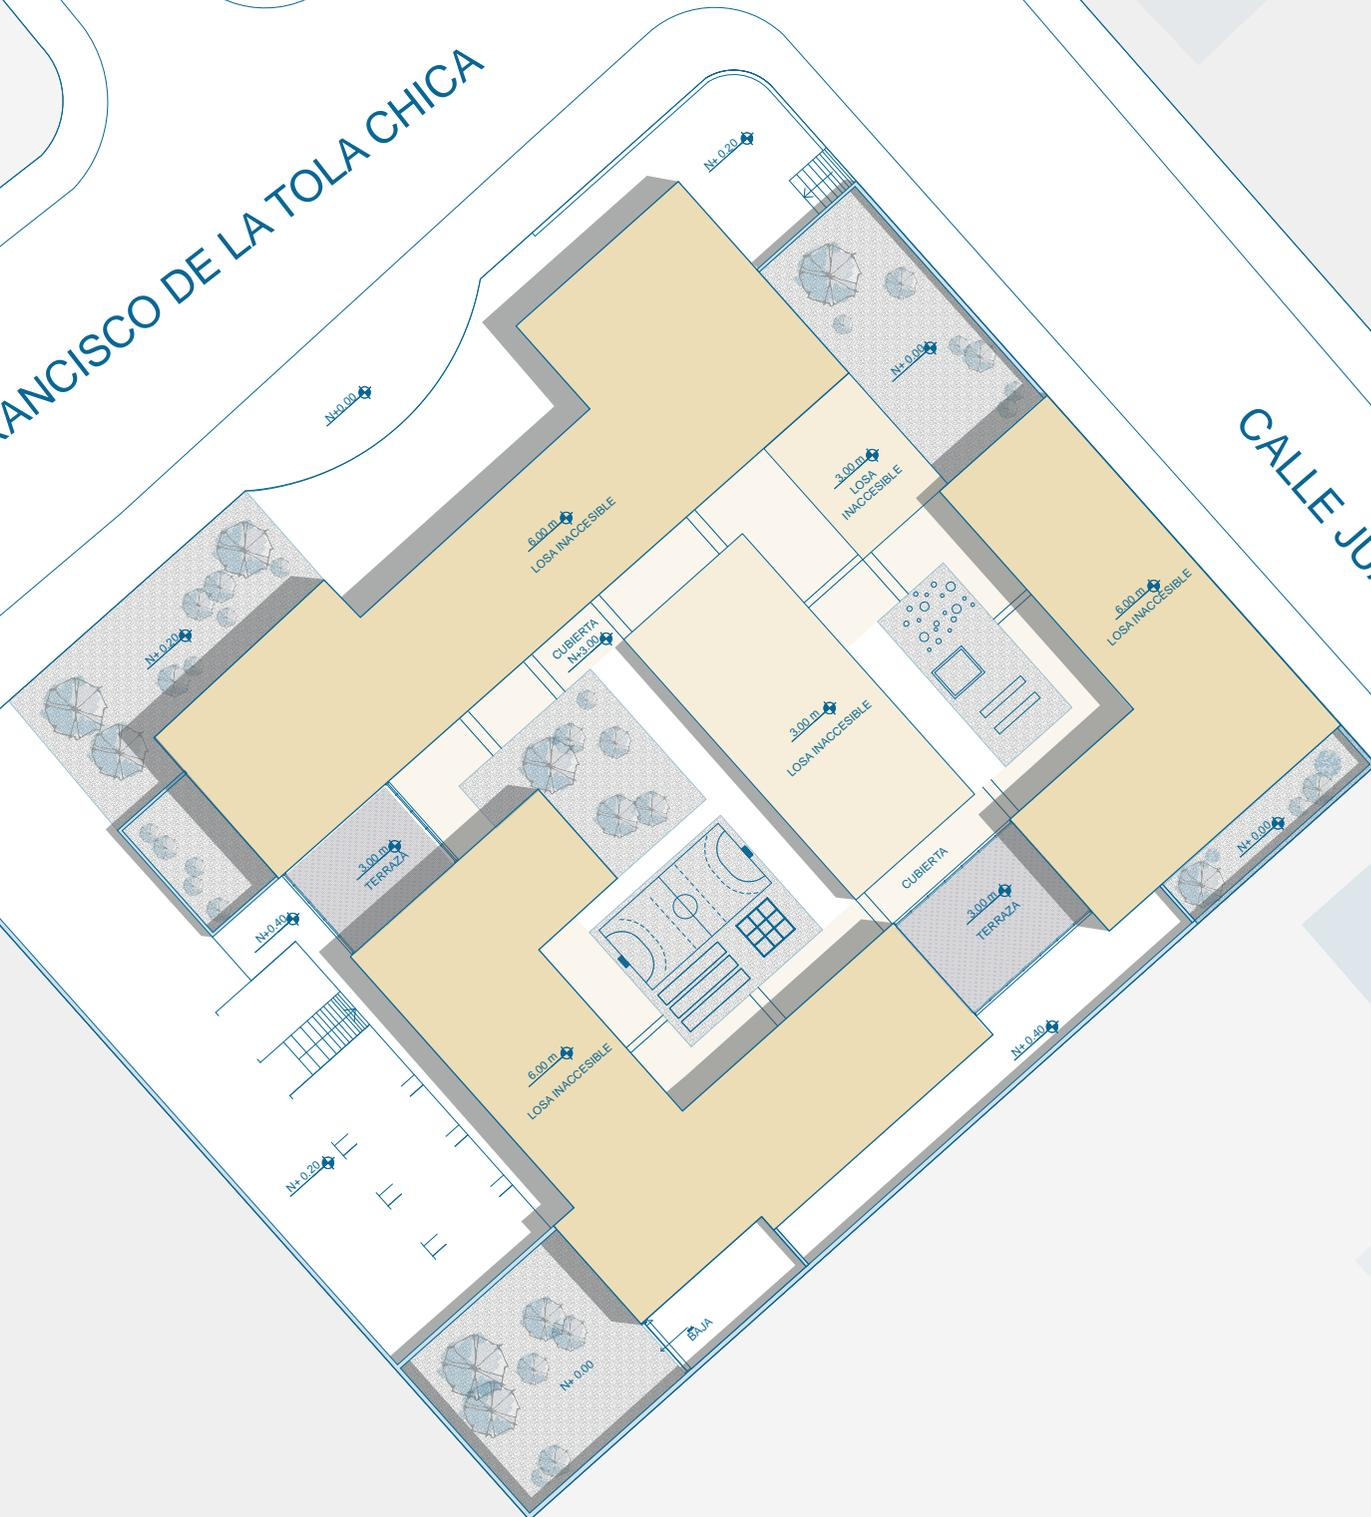 RANCISCO DE LA TOLA CHICA
N+ 0.20
N+0.00
N+ 0.00
CALLE JU
3.00 m
LOSA
INACCESIBLE
6.00 m
LOSA INACCESIBLE
6.00 m
LOSA INACCESIBLE
N+ 0.20
CUBIERTA
N+3.00
3.00 m
LOSA INACCESIBLE
3.00 m
TERRAZA
N+ 0.00
CUBIERTA
3.00 m
TERRAZA
N+0.40
N+ 0.40
6.00 m
LOSA INACCESIBLE
N+ 0.20
BAJA
N+ 0.00